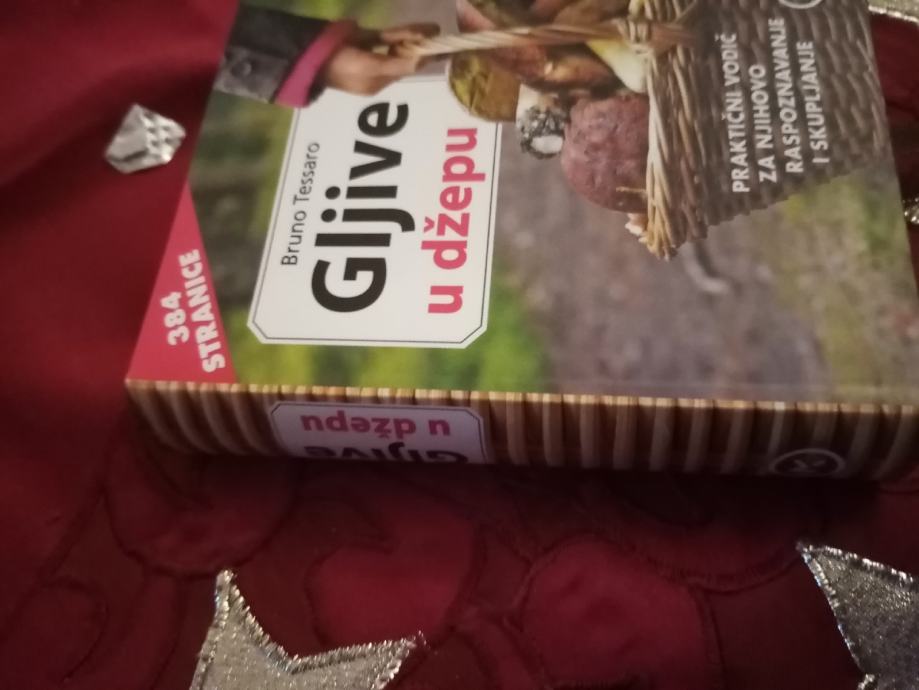 Bruno Tessaro
Gljive
u džepu
384
STRANICE
PRAKTIČNI VODIČ
ZA NJIHOVO
RASPOZNAVANJE
I SKUPLJANJE
Gljive
u džepu